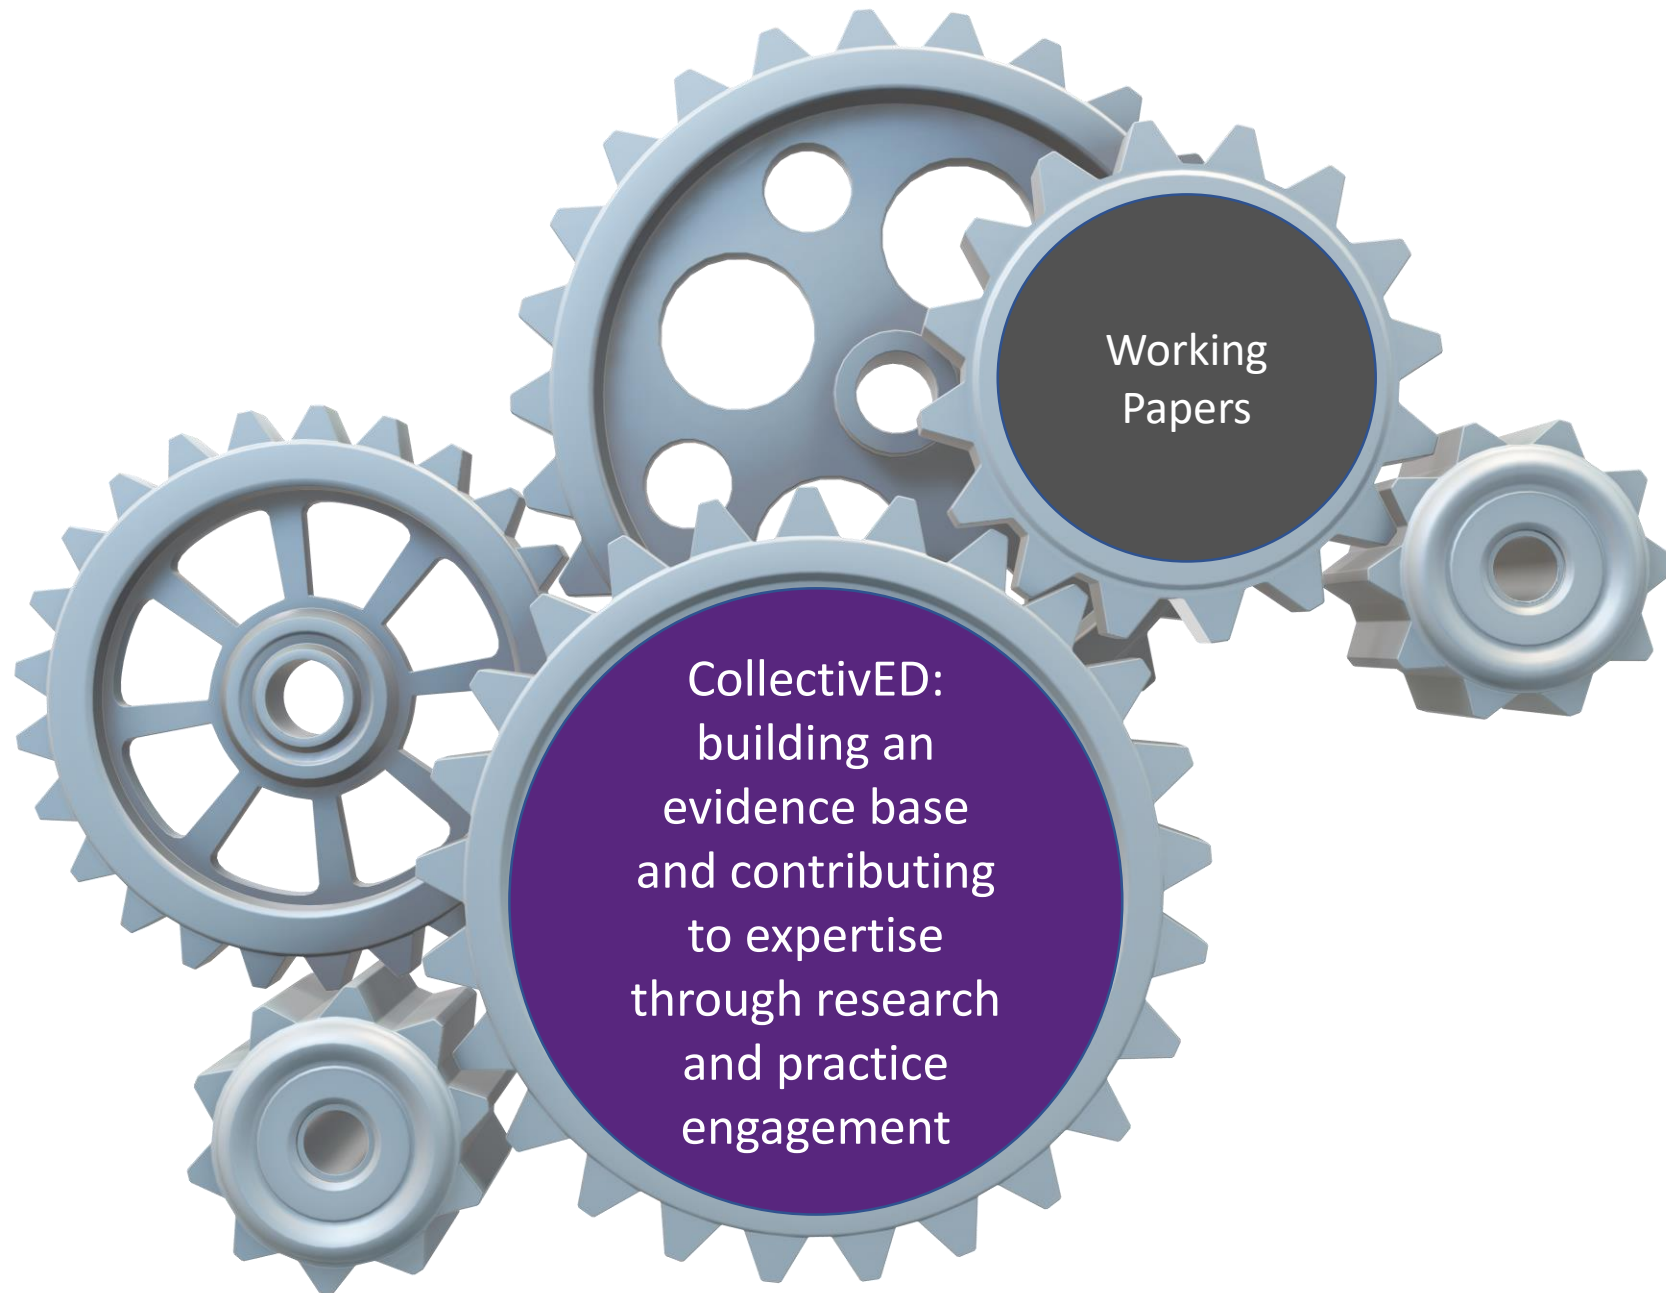 Working
Papers
CollectivED:
building an
evidence base
and contributing
to expertise
through research
and practice
engagement